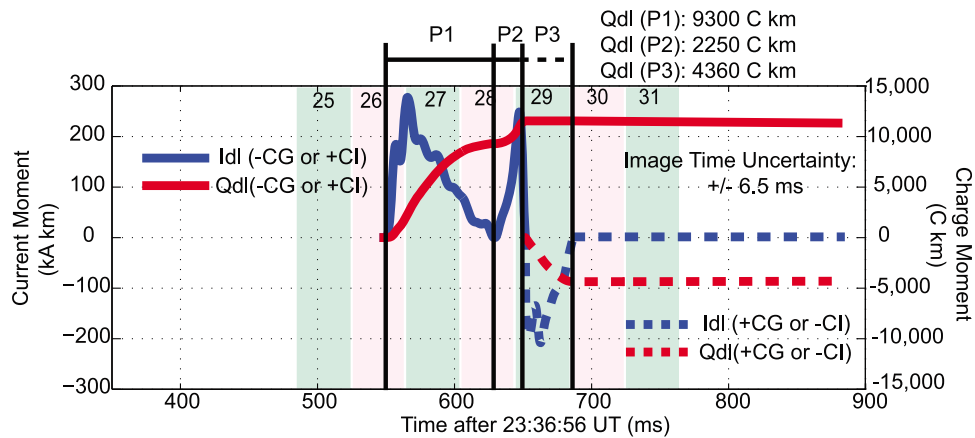 Qdl (P1): 9300 C km
P1 P2 P3
Qdl (P2): 2250 C km
Qdl (P3): 4360 C km
300 15,000
25 26 27 28 29 30 31
200 10,000
Idl (-CG or +CI)
Qdl(-CG or +CI)
Image Time Uncertainty:
+/- 6.5 ms
100 5,000
0 0
−100 -5,000
−200 -10,000
Idl (+CG or -CI)
Qdl(+CG or -CI)
−300 -15,000
400 500 600 700 800 900
Time after 23:36:56 UT (ms)
Current Moment
(kA km)
Charge Moment
(C km)